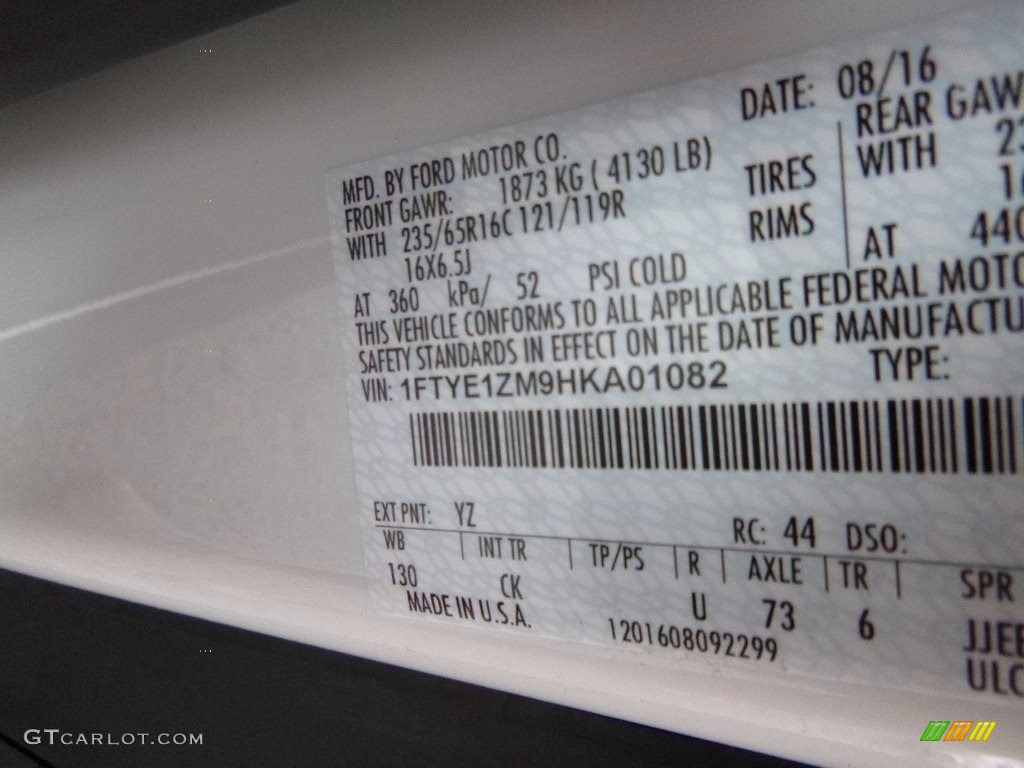 DATE: 08/16
MFD. BY FORD MOTOR CO.
FRONT GAWR: 1873 KG ( 4130 LB)
REAR GAW
WITH 235/65R16C 121/119R TIRES
WITH
16X6.5J RIMS
AT 360 kPa/ 52 PSI COLD
AT 440
THIS VEHICLE CONFORMS TO ALL APPLICABLE FEDERAL MOTO
SAFETY STANDARDS IN EFFECT ON THE DATE OF MANUFACTU
VIN: 1FTYE1ZM9HKA01082 TYPE:
EXT PNT: YZ RC: 44 DSO:
WB | INT TR | TP/PS | R | AXLE | TR | SPR
130 CK U 73 6 JJEE
MADE IN U.S.A. 1201608092299 ULC
GTCARLOT.COM